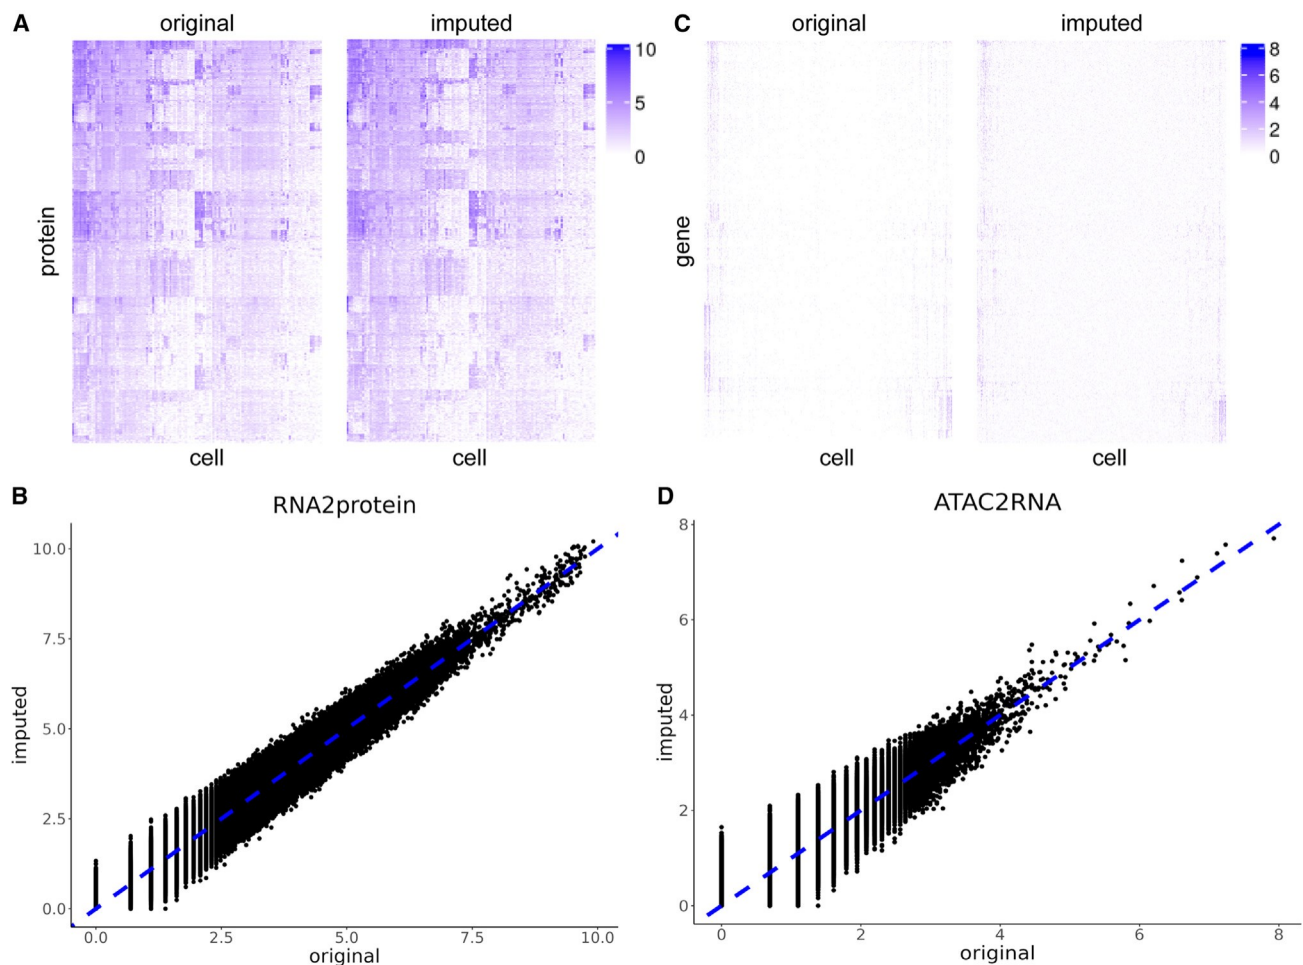 A
original
imputed
10
5
0
protein
cell
cell
C
original
imputed
8
6
4
2
0
gene
cell
cell
B
RNA2protein
10.0
7.5
5.0
2.5
0.0
imputed
0.0 2.5 5.0 7.5 10.0
original
D
ATAC2RNA
8
6
4
2
0
imputed
0 2 4 6 8
original